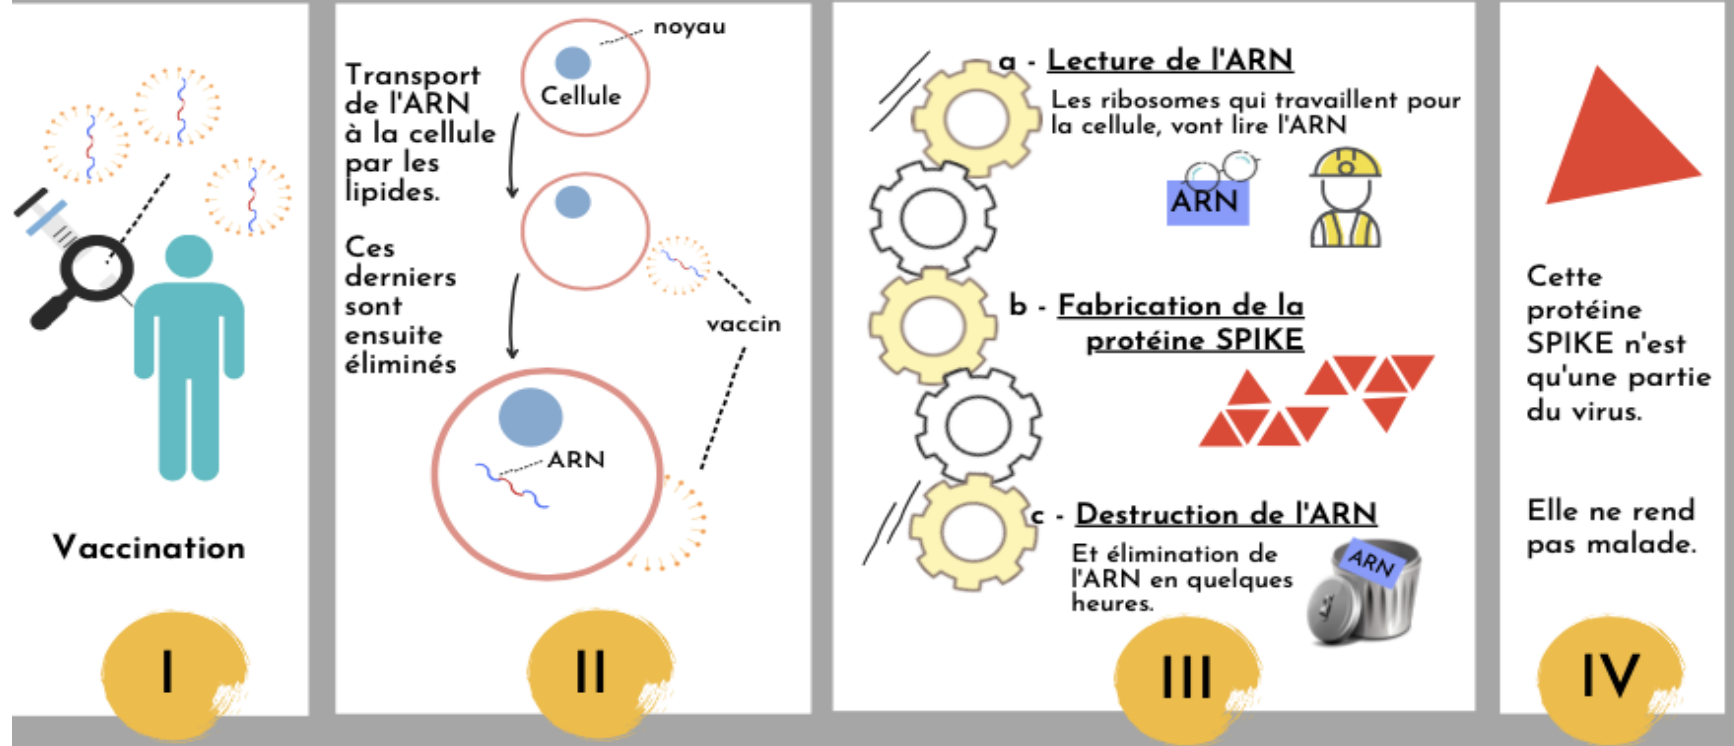 Vaccination
I
Transport
de l'ARN
à la cellule
par les
lipides.
Ces
derniers
sont
ensuite
éliminés
noyau
Cellule
vaccin
ARN
II
a - Lecture de l'ARN
Les ribosomes qui travaillent pour
la cellule, vont lire l'ARN
ARN
b - Fabrication de la
protéine SPIKE
c - Destruction de l'ARN
Et élimination de
l'ARN en quelques
heures.
ARN
III
Cette
protéine
SPIKE n'est
qu'une partie
du virus.
Elle ne rend
pas malade.
IV